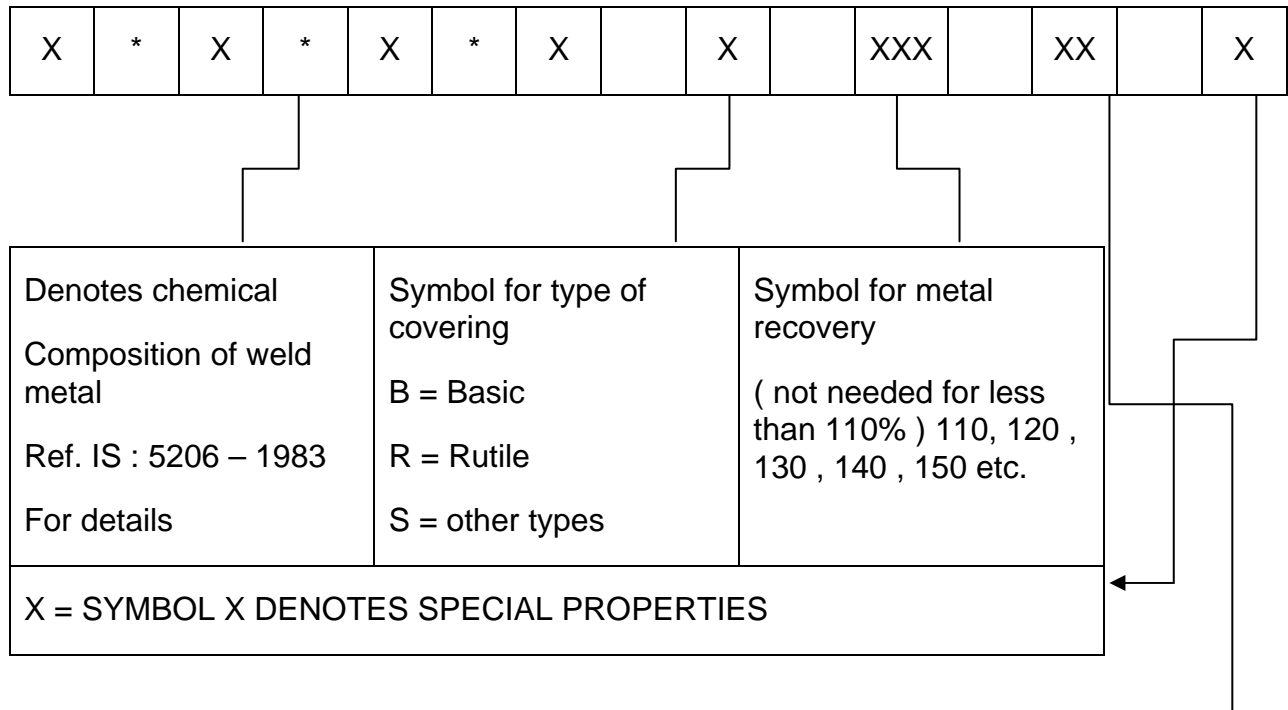 X * X * X * X X XXX XX X
Denotes chemical
Composition of weld
metal
Ref. IS : 5206 – 1983
For details
Symbol for type of
covering
B = Basic
R = Rutile
S = other types
Symbol for metal
recovery
( not needed for less
than 110% ) 110, 120 ,
130 , 140 , 150 etc.
X = SYMBOL X DENOTES SPECIAL PROPERTIES